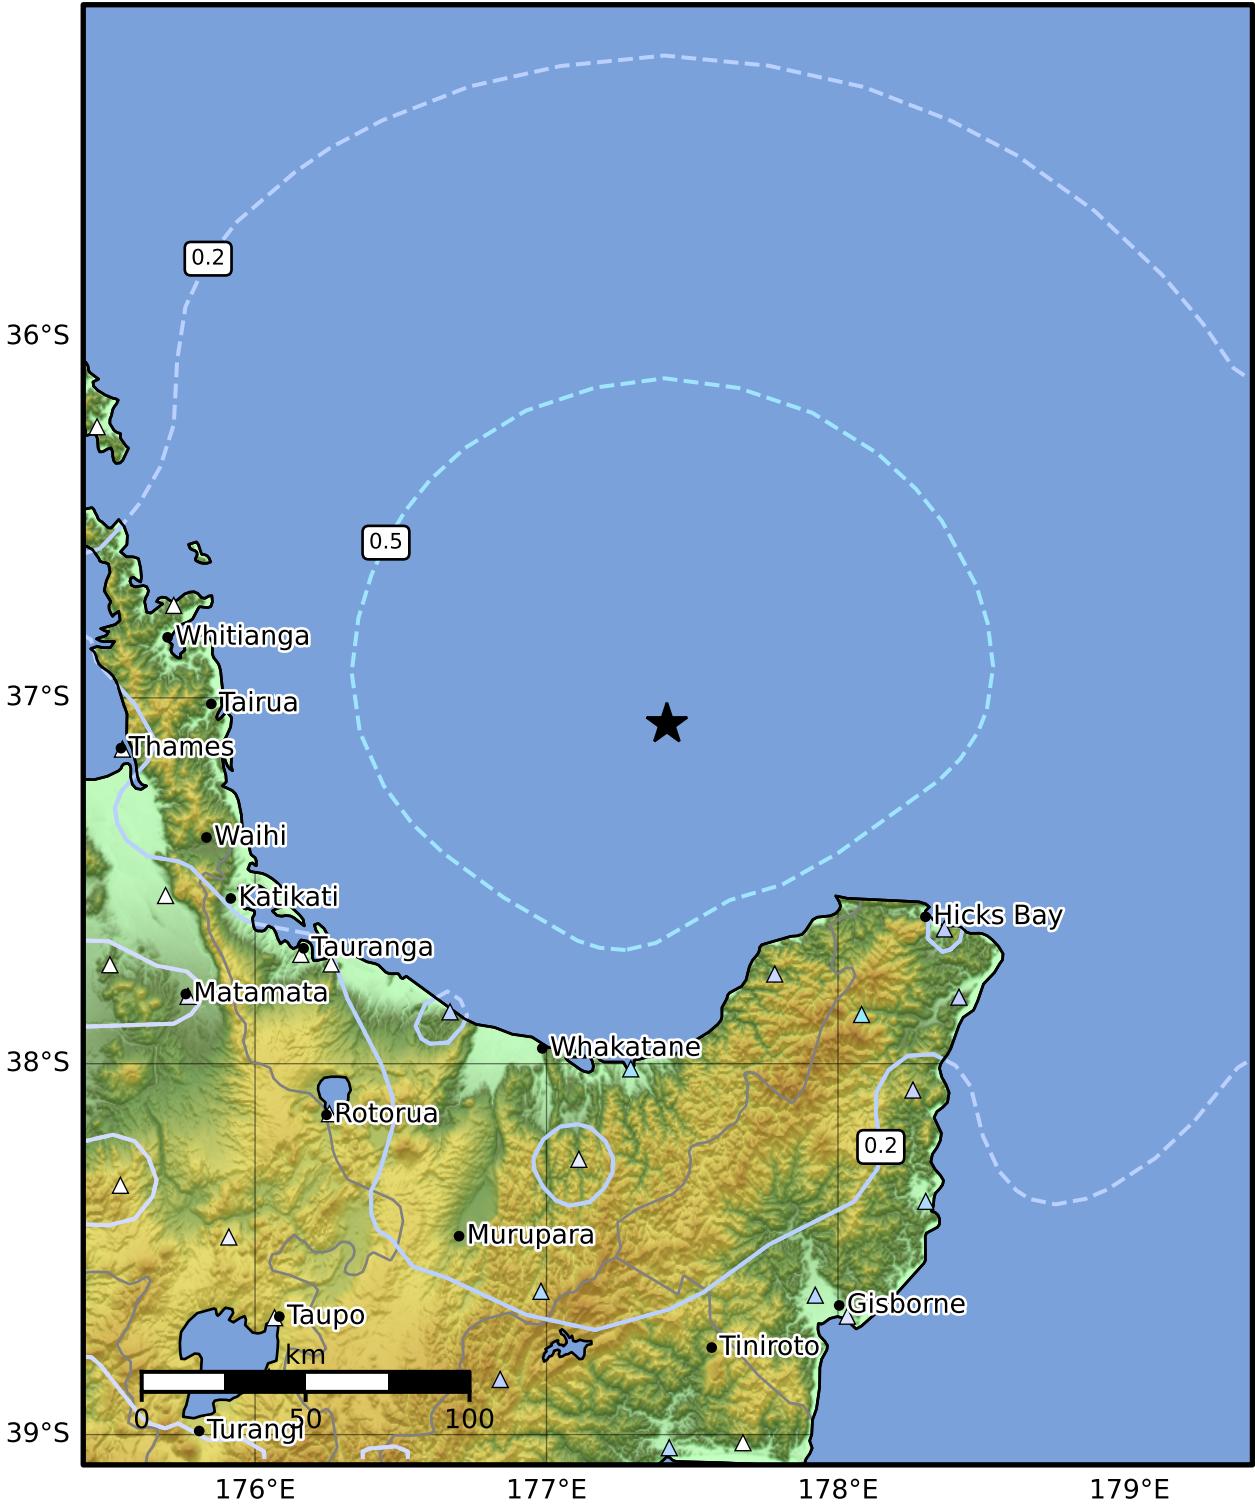 0.2
36°S
0.5
Whitianga
37°S
Tairua
Thames
Waihi
Katikati
Hicks Bay
Tauranga
Matamata
Whakatane
38°S
Rotorua
0.2
Murupara
Gisborne
Taupo
Tiniroto
km
0 50 100
Turangi
39°S
176°E 177°E 178°E 179°E